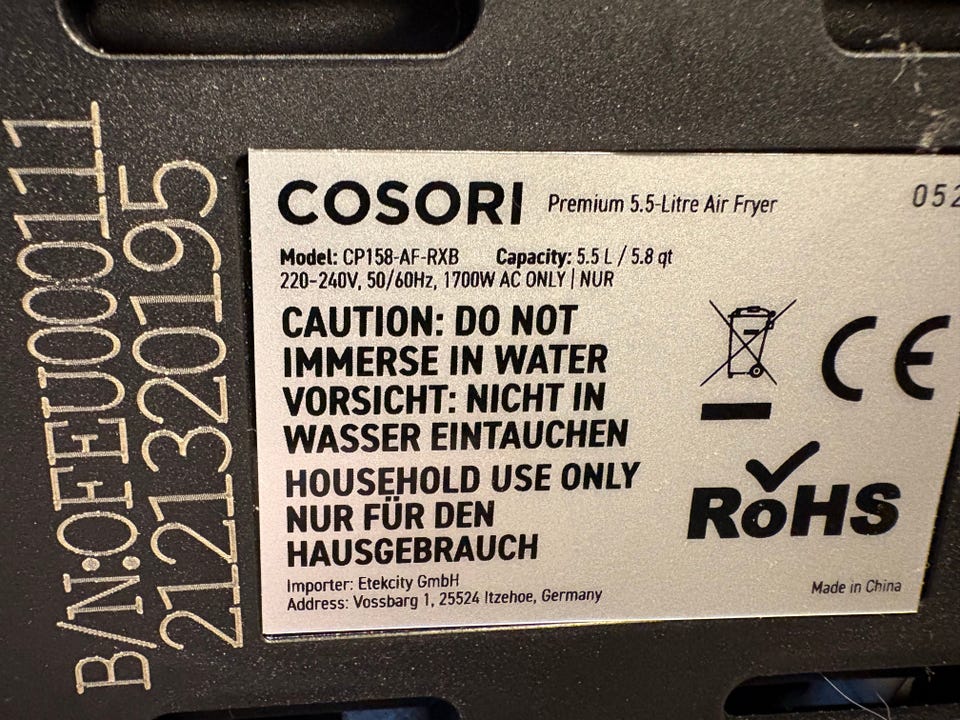 B/N:OFEU00111
2121320195
COSORI Premium 5.5-Litre Air Fryer
052
Model: CP158-AF-RXB Capacity: 5.5 L / 5.8 qt
220-240V, 50/60Hz, 1700W AC ONLY | NUR
CAUTION: DO NOT
IMMERSE IN WATER
VORSICHT: NICHT IN
WASSER EINTAUCHEN
HOUSEHOLD USE ONLY
NUR FÜR DEN
HAUSGEBRAUCH
Importer: Etekcity GmbH
Address: Vossbarg 1, 25524 Itzehoe, Germany
CE
RoHS
Made in China